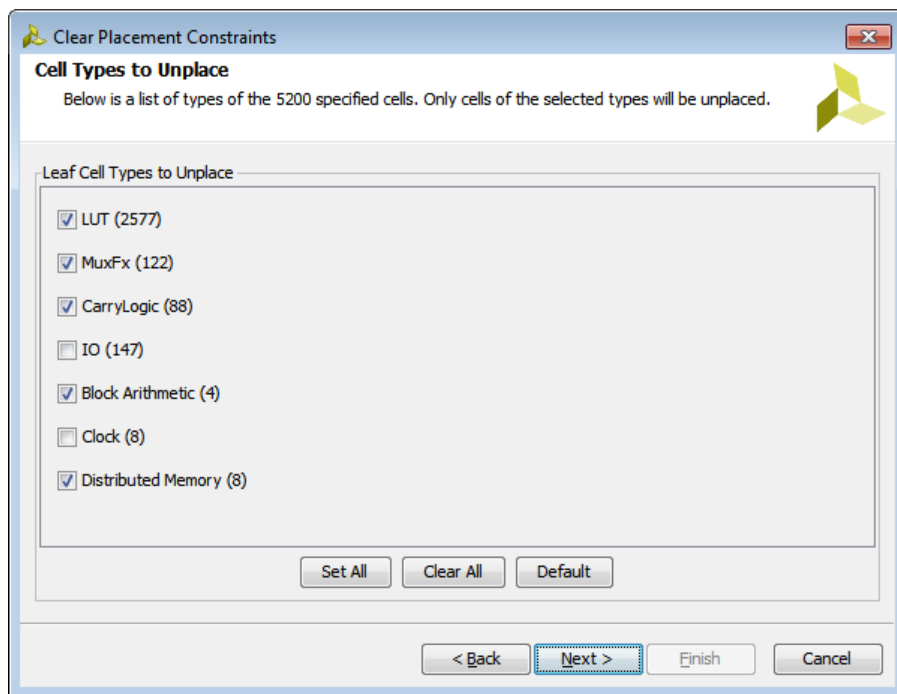 Clear Placement Constraints
Cell Types to Unplace
Below is a list of types of the 5200 specified cells. Only cells of the selected types will be unplaced.
Leaf Cell Types to Unplace
LUT (2577)
MuxFx (122)
CarryLogic (88)
IO (147)
Block Arithmetic (4)
Clock (8)
Distributed Memory (8)
Set All Clear All Default
< Back Next > Finish Cancel